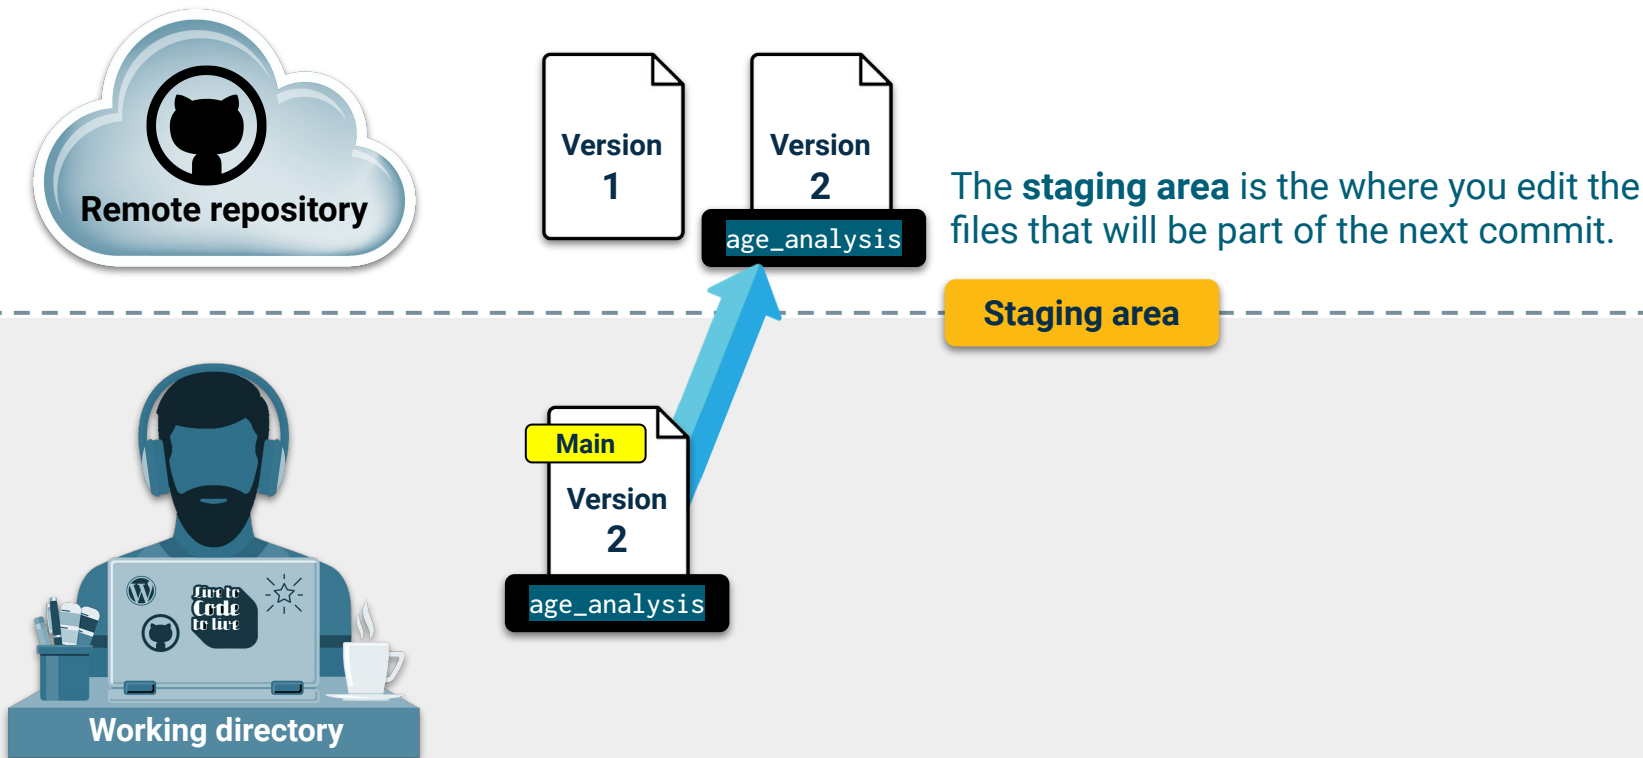 Version
1
Version
2
age_analysis
Remote repository
The staging area is the where you edit the
files that will be part of the next commit.
Staging area
Main
Version
2
age_analysis
Live to
Code
to live
Working directory